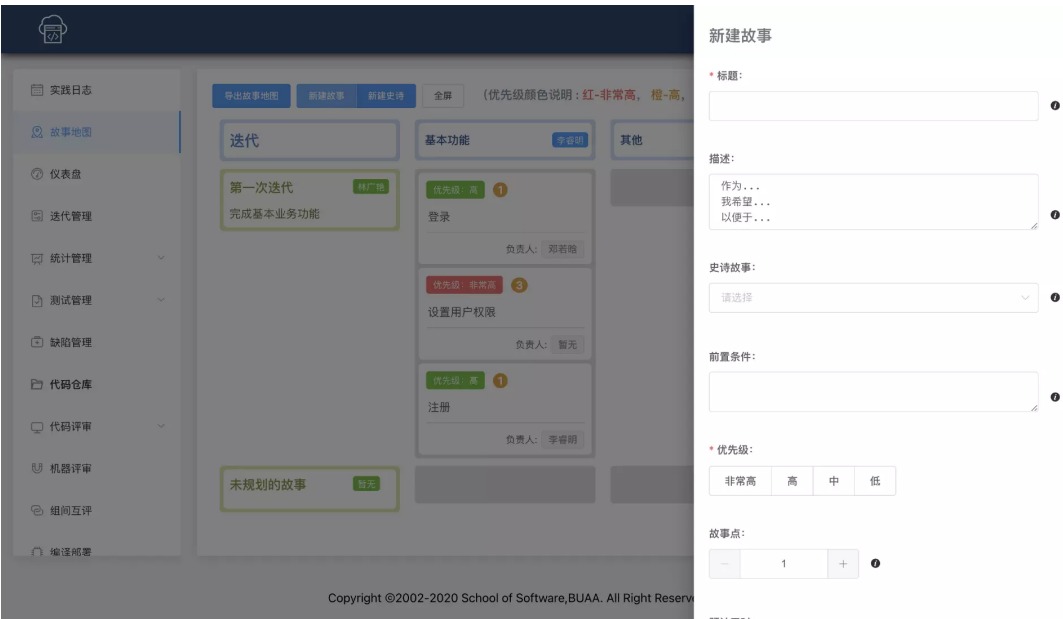 实践日志
故事地图
仪表盘
迭代管理
统计管理
测试管理
缺陷管理
代码仓库
代码评审
机器评审
组间互评
编译部署
导出故事地图 新建故事 新建史诗 全屏 (优先级颜色说明：红-非常高， 橙-高，
迭代 基本功能 李睿明 其他
第一次迭代
完成基本业务功能
优先级：高 1
登录
负责人: 邓若晗
优先级：非常高 3
设置用户权限
负责人: 暂无
优先级：高 1
注册
负责人: 李睿明
未规划的故事 暂无
Copyright ©2002-2020 School of Software,BUAA. All Right Reserv
新建故事
* 标题:
描述:
作为...
我希望...
以便于...
史诗故事:
请选择
前置条件:
* 优先级:
非常高 高 中 低
故事点:
1